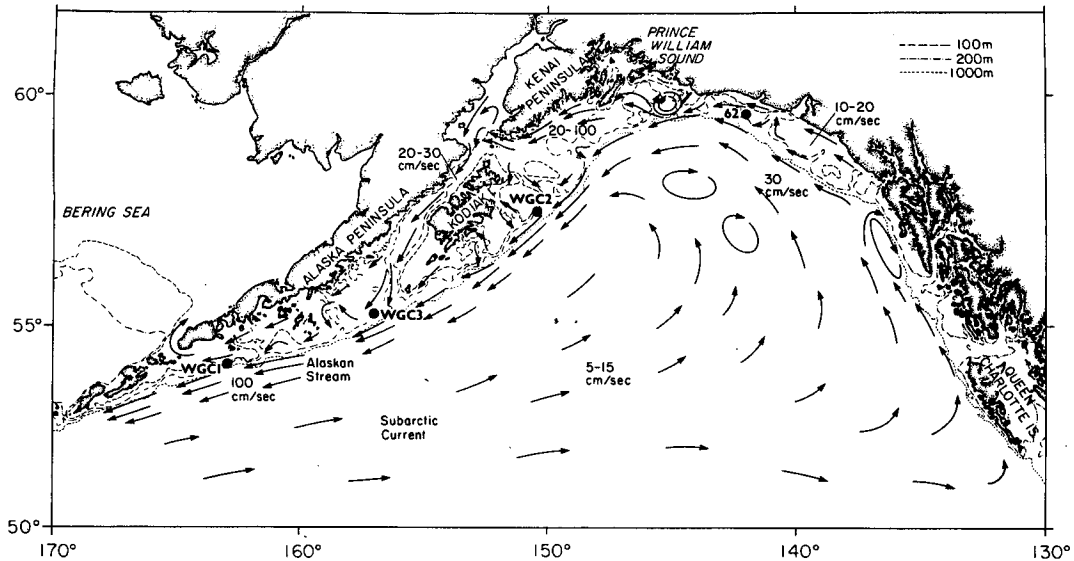 PRINCE
WILLIAM
SOUND
100m
200m
1000m
60°
KENAI
PENINSULA
62
10-20
cm/sec
20-100
20-30
cm/sec
30
cm/sec
BERING SEA
ALASKA PENINSULA
KODIAK
WGC2
WGC3
55°
WGC1
100
cm/sec
Alaskan
Stream
5-15
cm/sec
QUEEN
CHARLOTTE IS.
Subarctic
Current
50°
170°
160°
150°
140°
130°